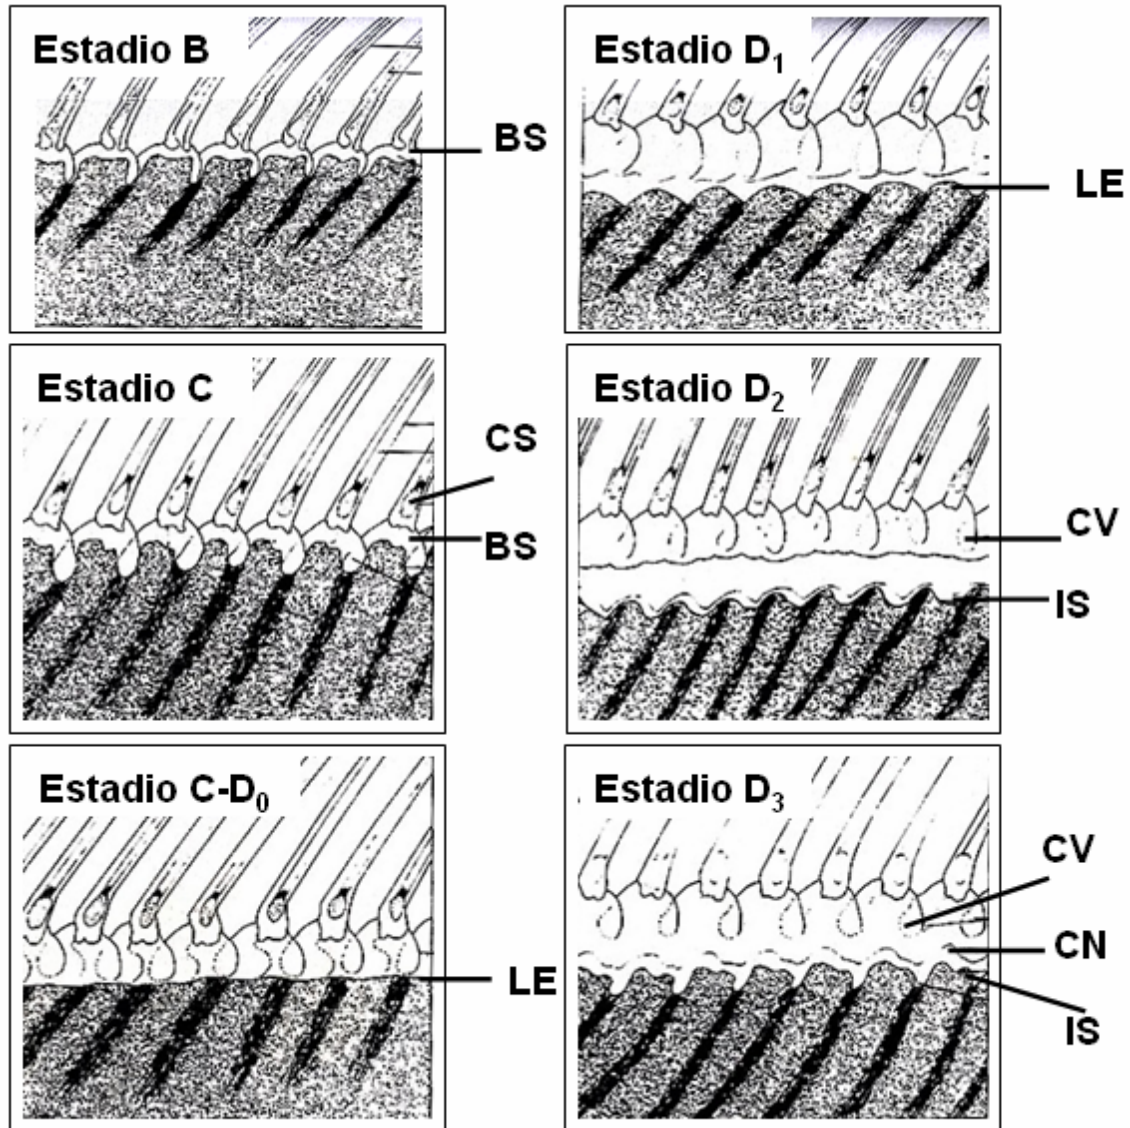 Estadio B
BS
Estadio D₁
LE
Estadio C
CS
BS
Estadio D₂
CV
IS
Estadio C-D₀
LE
Estadio D₃
CV
CN
IS